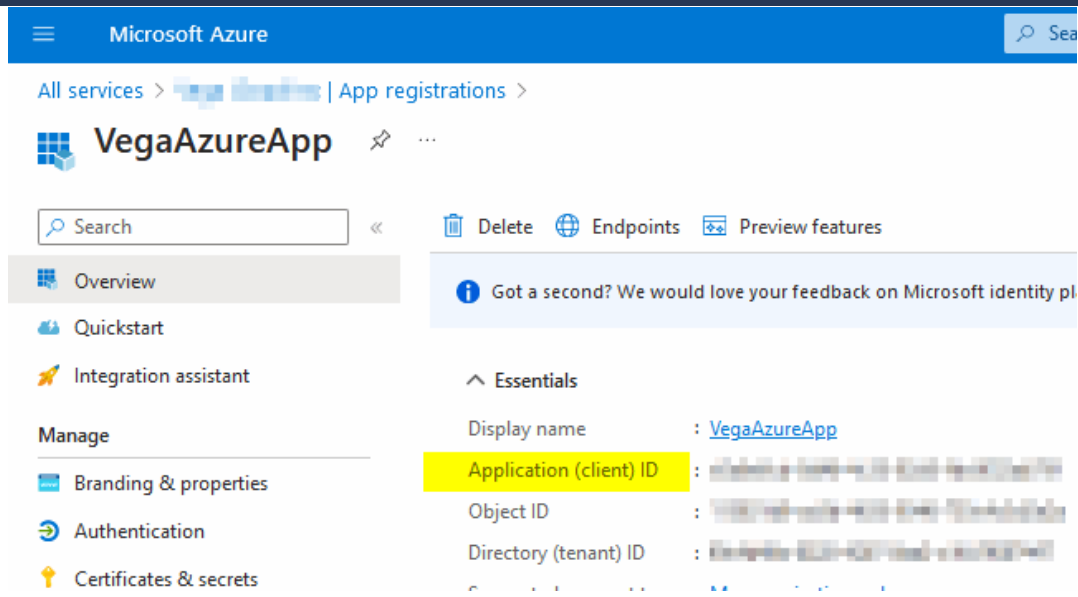 Microsoft Azure
Sea
All services > | App registrations >
VegaAzureApp ...
Search «
Delete Endpoints Preview features
Overview
Got a second? We would love your feedback on Microsoft identity pl
Quickstart
Integration assistant
Essentials
Display name : VegaAzureApp
Manage
Application (client) ID :
Branding & properties
Object ID :
Authentication
Directory (tenant) ID :
Certificates & secrets